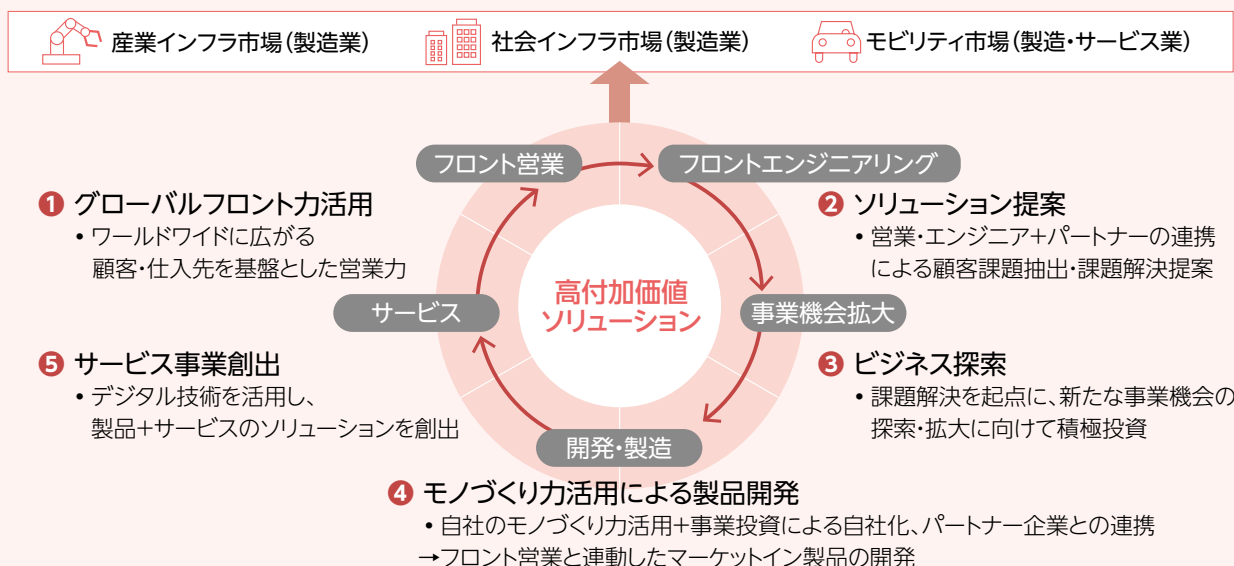 産業インフラ市場(製造業)
社会インフラ市場(製造業)
モビリティ市場(製造・サービス業)
フロント営業
フロントエンジニアリング
❶ グローバルフロント力活用
• ワールドワイドに広がる
顧客・仕入先を基盤とした営業力
❷ ソリューション提案
• 営業・エンジニア+パートナーの連携
による顧客課題抽出・課題解決提案
高付加価値
ソリューション
サービス
事業機会拡大
❺ サービス事業創出
• デジタル技術を活用し、
製品+サービスのソリューションを創出
❸ ビジネス探索
• 課題解決を起点に、新たな事業機会の
探索・拡大に向けて積極投資
開発・製造
❹ モノづくり力活用による製品開発
• 自社のモノづくり力活用+事業投資による自社化、パートナー企業との連携
→フロント営業と連動したマーケットイン製品の開発